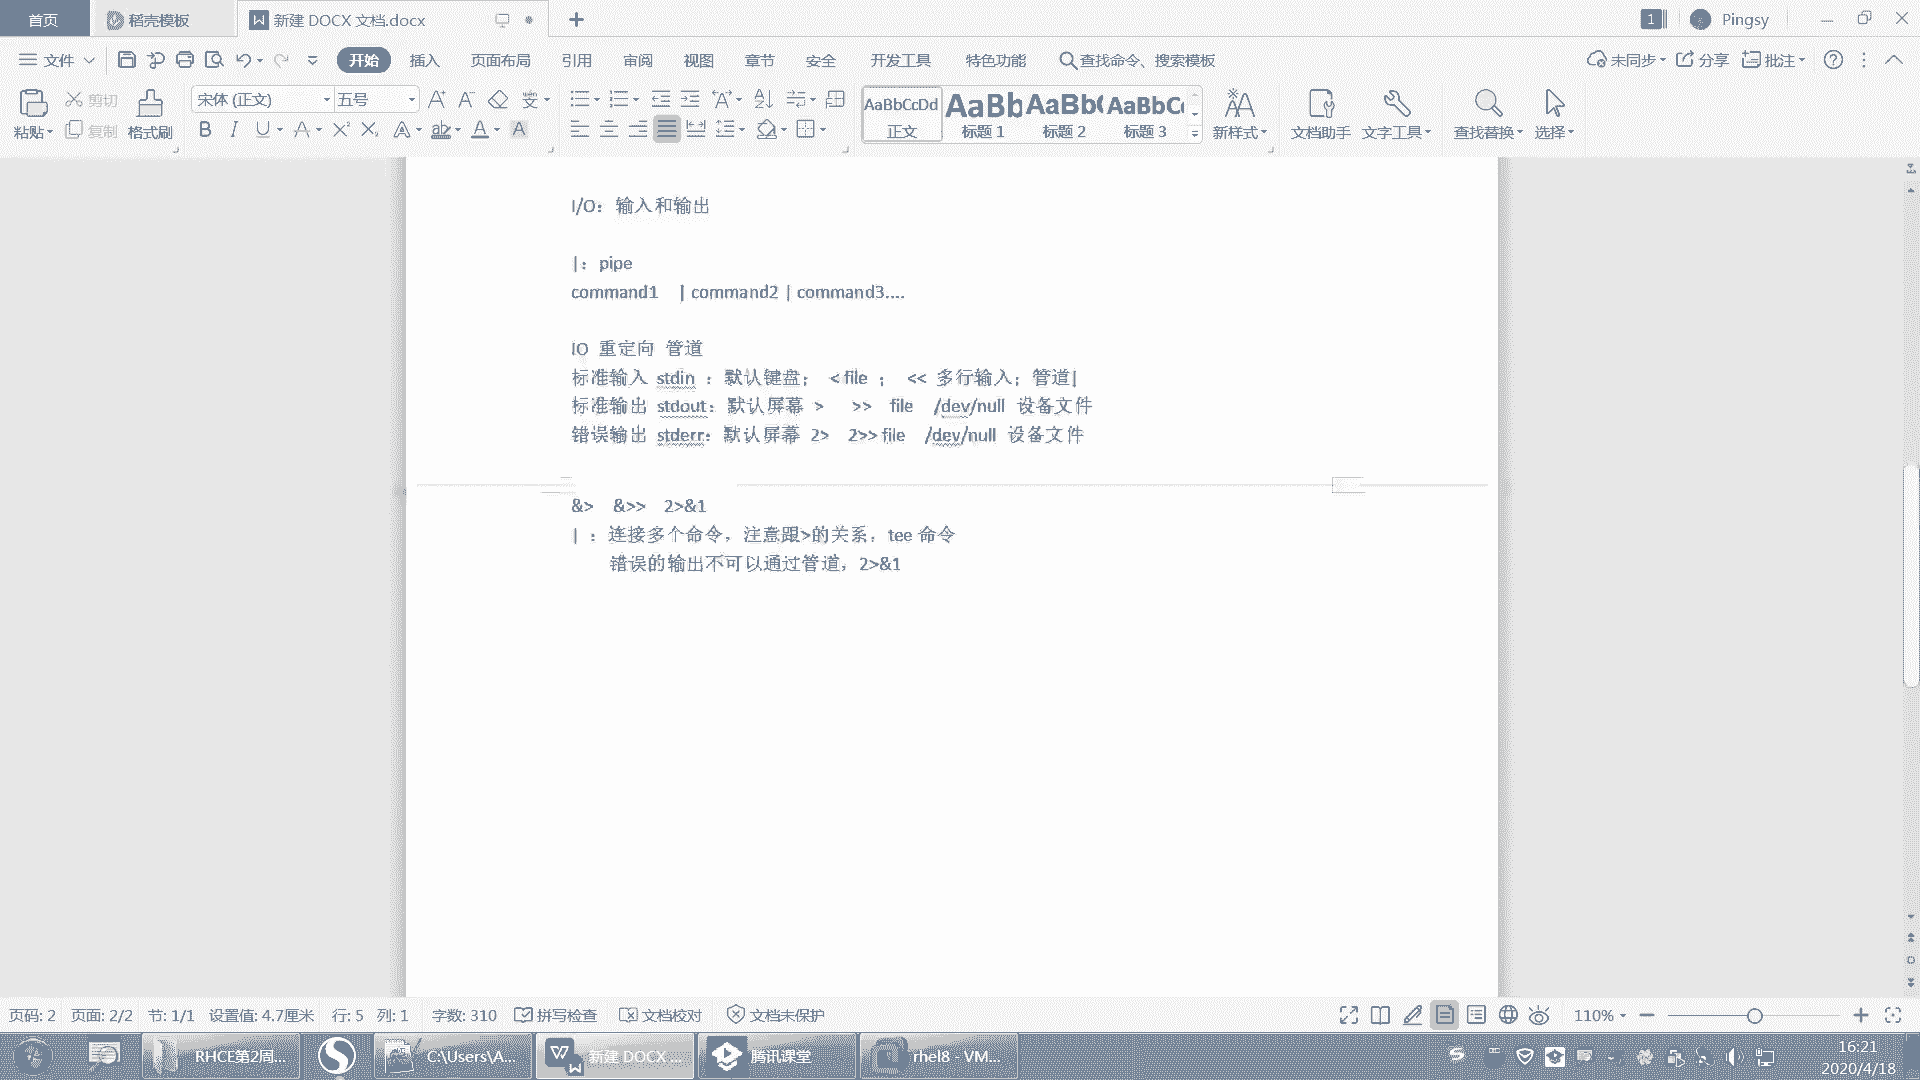 首页 稻壳模板 新建 DOCX 文档.docx 1 Pingsy
文件 开始 插入 页面布局 引用 审阅 视图 章节 安全 开发工具 特色功能 查找命令、搜索模板 未同步 分享 批注
粘贴 剪切 复制 格式刷 宋体 (正文) 五号 AaBbCcDd 正文 AaBb 标题 1 AaBb( 标题 2 AaBbC 标题 3 新样式 文档助手 文字工具 查找替换 选择
I/O：输入和输出
|：pipe
command1 | command2 | command3....
IO 重定向 管道
标准输入 stdin ：默认键盘； < file ； << 多行输入；管道|
标准输出 stdout：默认屏幕 > >> file /dev/null 设备文件
错误输出 stderr：默认屏幕 2> 2>> file /dev/null 设备文件
&> &>> 2>&1
| ：连接多个命令，注意跟>的关系，tee 命令
错误的输出不可以通过管道，2>&1
页码: 2 页面: 2/2 节: 1/1 设置值: 4.7厘米 行: 5 列: 1 字数: 310 拼写检查 文档校对 文档未保护 110%
RHCE第2周... C:\Users\A... 新建 DOCX ... 腾讯课堂 rhel8 - VM... 16:21
2020/4/18